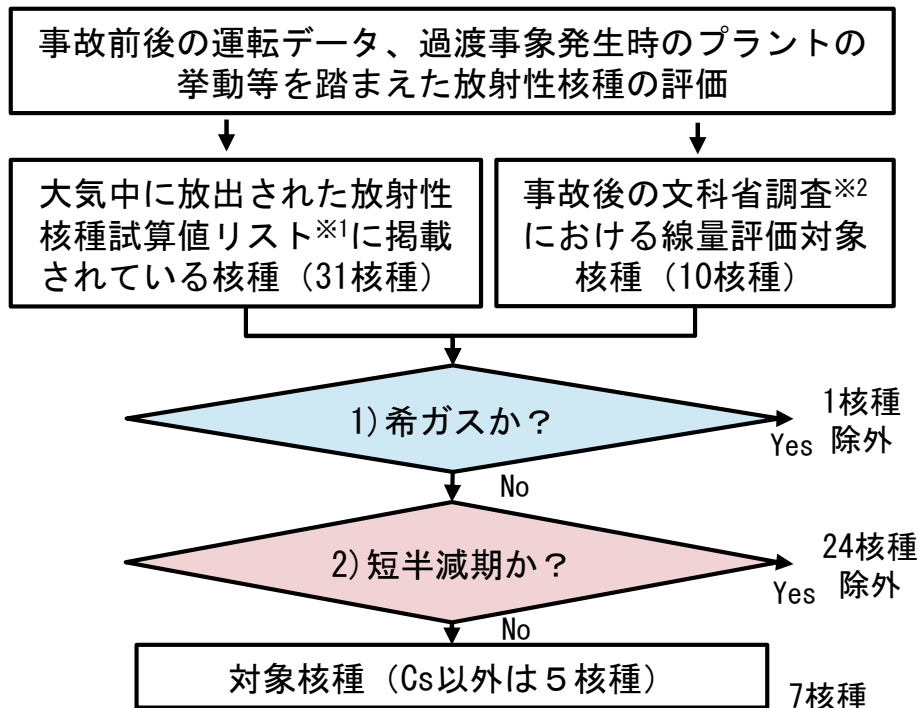 事故前後の運転データ、過渡事象発生時のプラントの
挙動等を踏まえた放射性核種の評価
大気中に放出された放射性
核種試算値リスト※1に掲載
されている核種（31核種）
事故後の文科省調査※2
における線量評価対象
核種（10核種）
1)希ガスか？
Yes
1核種
除外
No
2)短半減期か？
Yes
24核種
除外
No
対象核種（Cs以外は５核種）
7核種